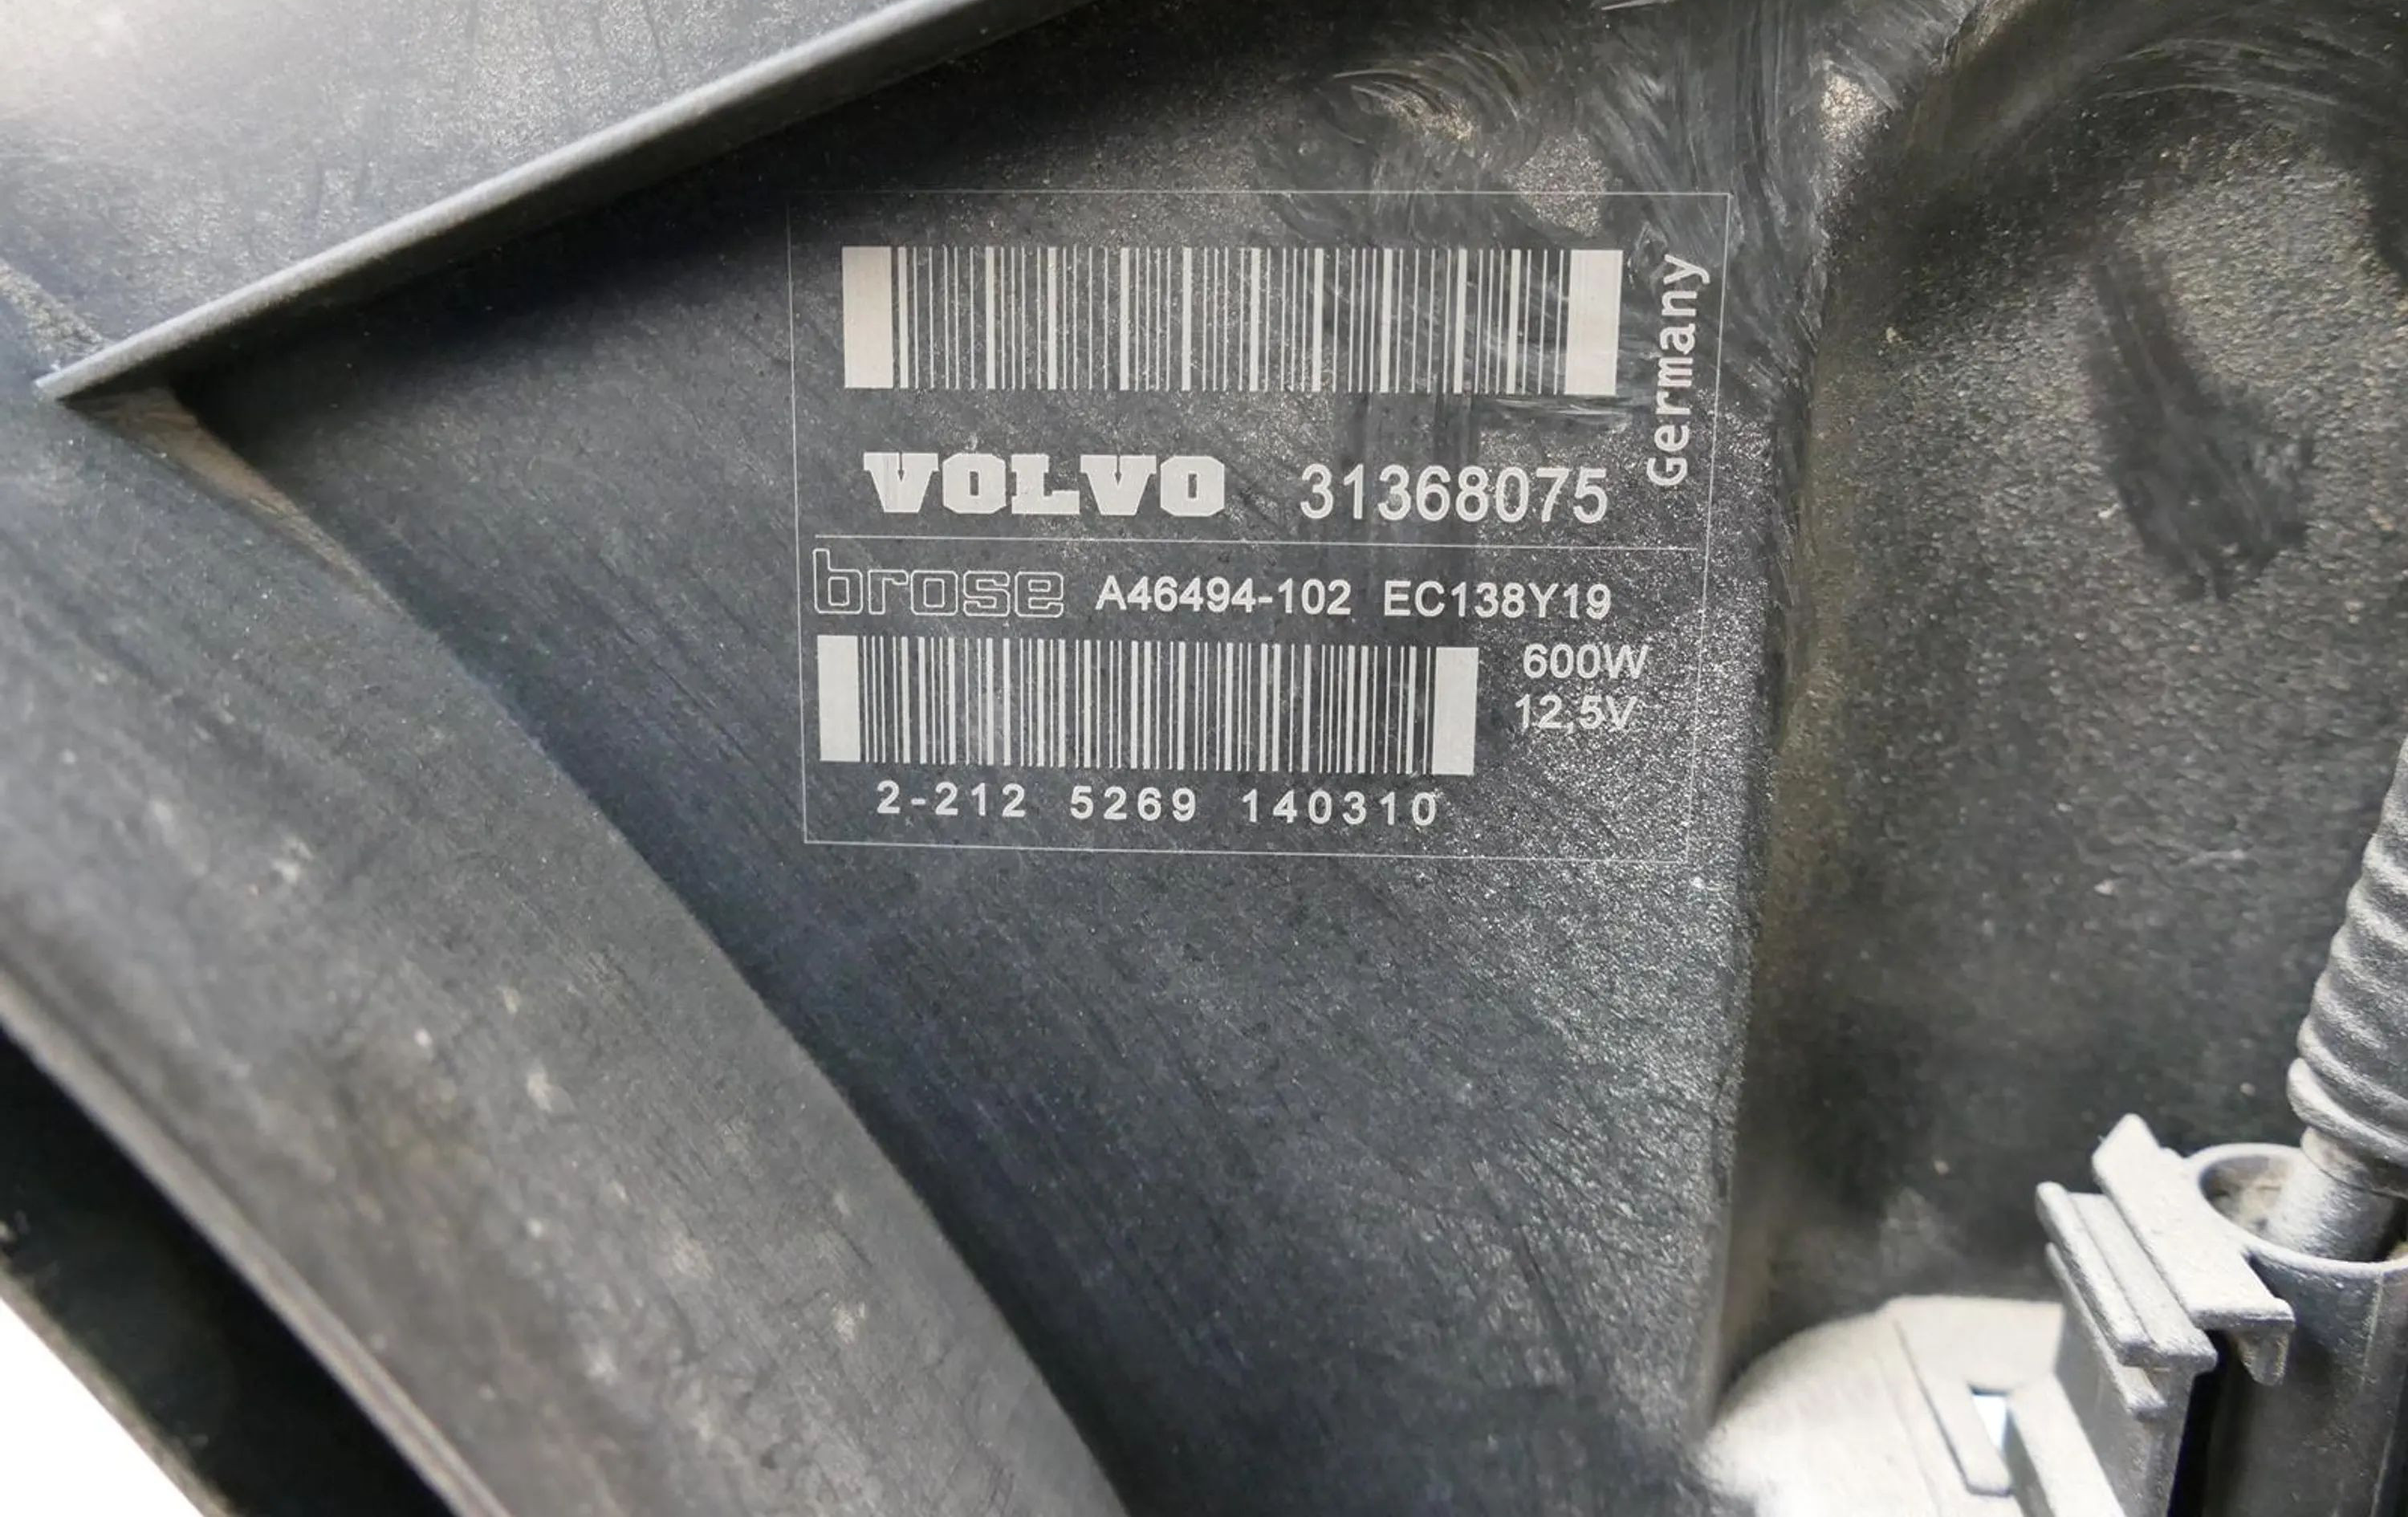 Germany
VOLVO 31368075
brose A46494-102 EC138Y19
600W
12,5V
2-212 5269 140310